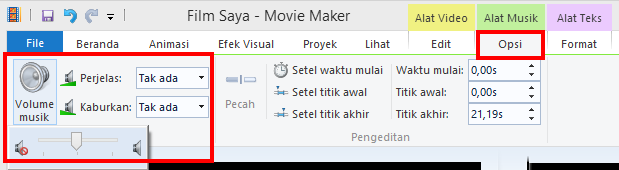 Film Saya - Movie Maker
Alat Video Alat Musik Alat Teks
File Beranda Animasi Efek Visual Proyek Lihat Edit Opsi Format
Volume musik
Perjelas: Tak ada
Kaburkan: Tak ada
Pecah
Setel waktu mulai
Setel titik awal
Setel titik akhir
Waktu mulai: 0,00s
Titik awal: 0,00s
Titik akhir: 21,19s
Pengeditan